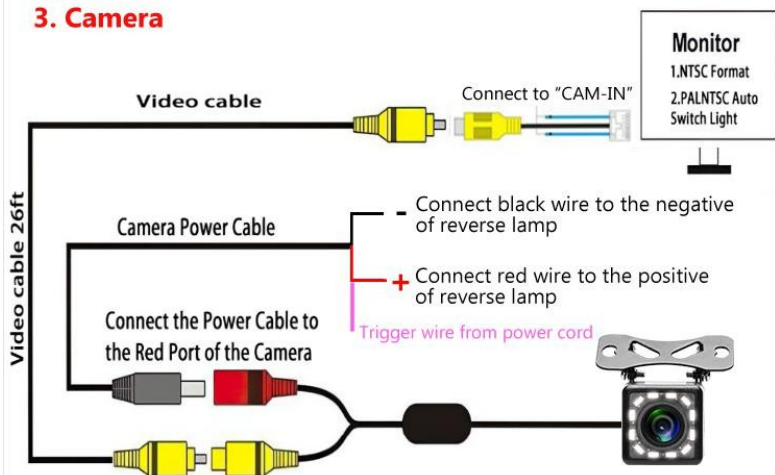 3. Camera
Monitor
1.NTSC Format
2.PALNTSC Auto
Switch Light
Video cable
Connect to "CAM-IN"
Video cable 26ft
Camera Power Cable
- Connect black wire to the negative
of reverse lamp
+ Connect red wire to the positive
of reverse lamp
Trigger wire from power cord
Connect the Power Cable to
the Red Port of the Camera